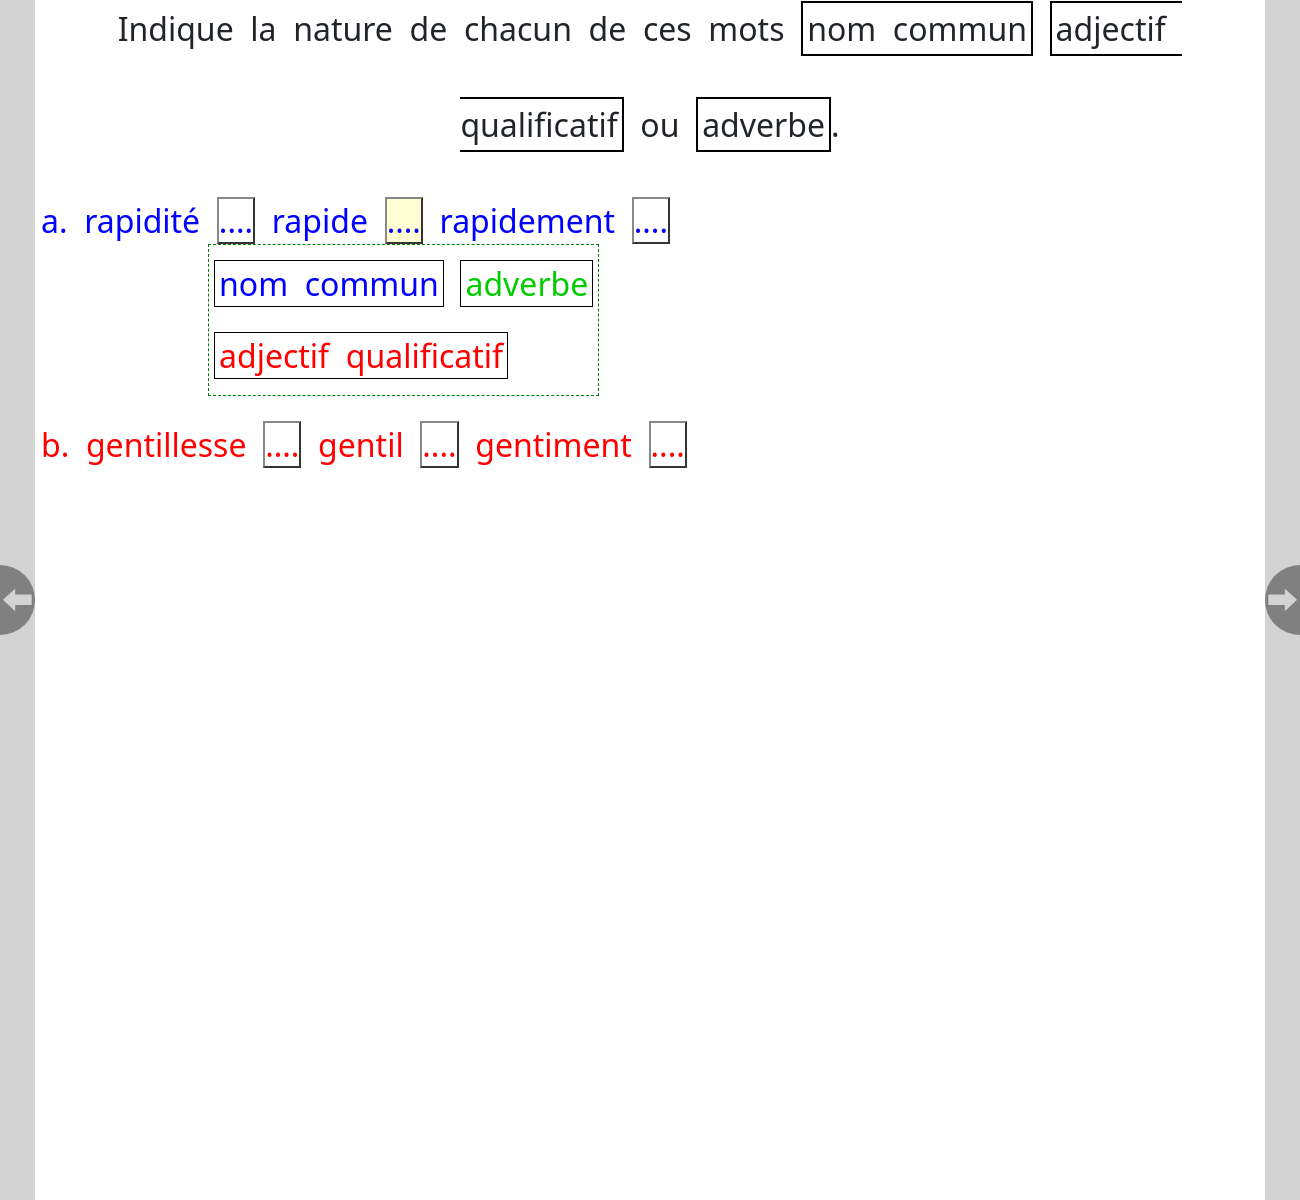 Indique la nature de chacun de ces mots nom commun adjectif
qualificatif ou adverbe.
a. rapidité .... rapide .... rapidement ....
nom commun adverbe
adjectif qualificatif
b. gentillesse .... gentil .... gentiment ....